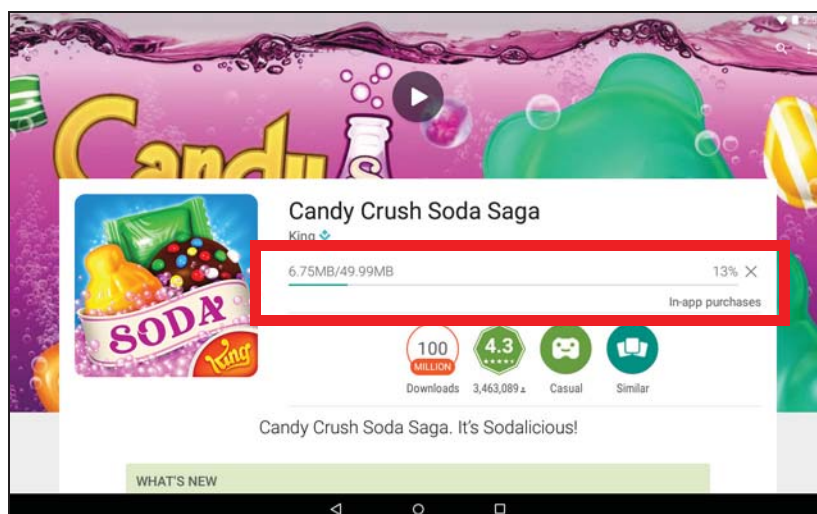 Candy
S
Candy Crush Soda Saga
King
6.75MB/49.99MB
13%
In-app purchases
SODA
King
100
MILLION
4.3
Downloads
3,463,089
Casual
Similar
Candy Crush Soda Saga. It's Sodalicious!
WHAT'S NEW